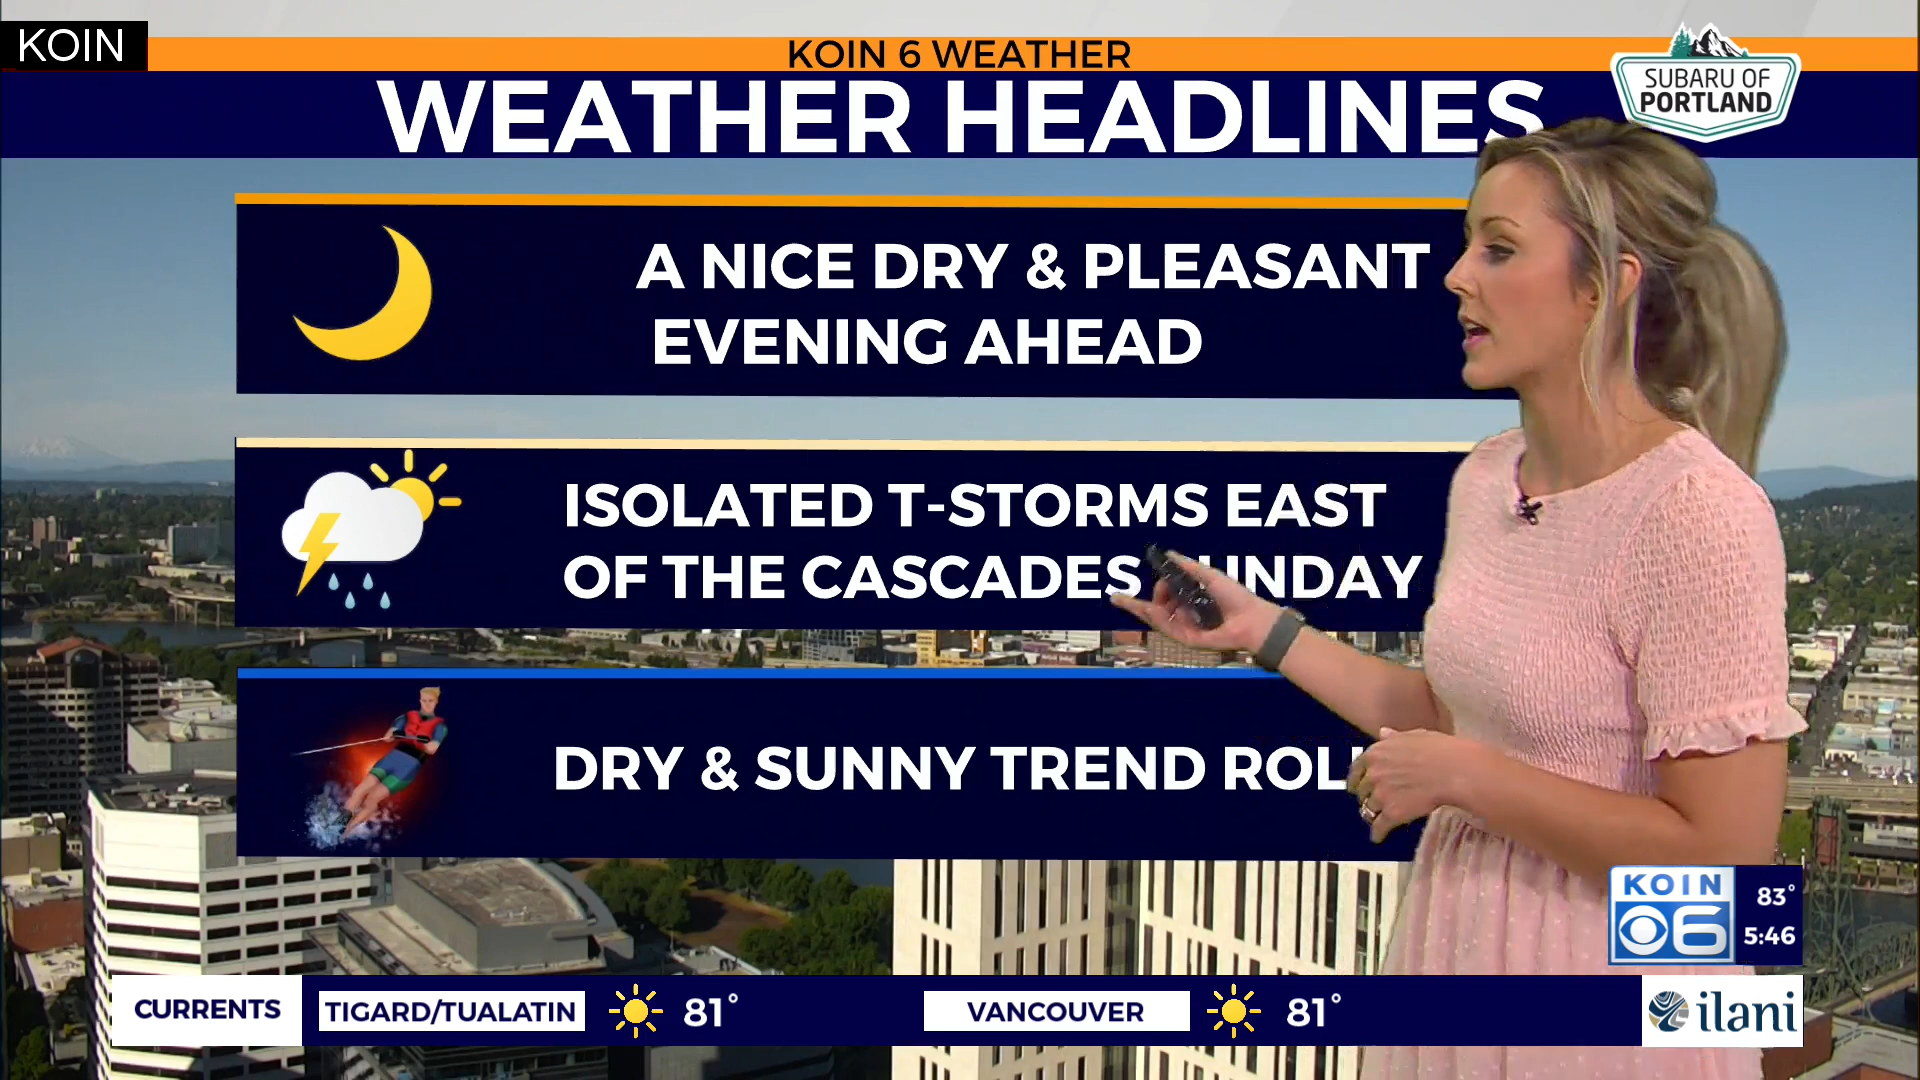 KOIN
KOIN 6 WEATHER
WEATHER HEADLINES
SUBARU OF
PORTLAND
A NICE DRY & PLEASANT
EVENING AHEAD
ISOLATED T-STORMS EAST
OF THE CASCADES
DRY & SUNNY TREND
KOIN
6
83°
5:46
CURRENTS
TIGARD/TUALATIN
81°
VANCOUVER
81°
ilani